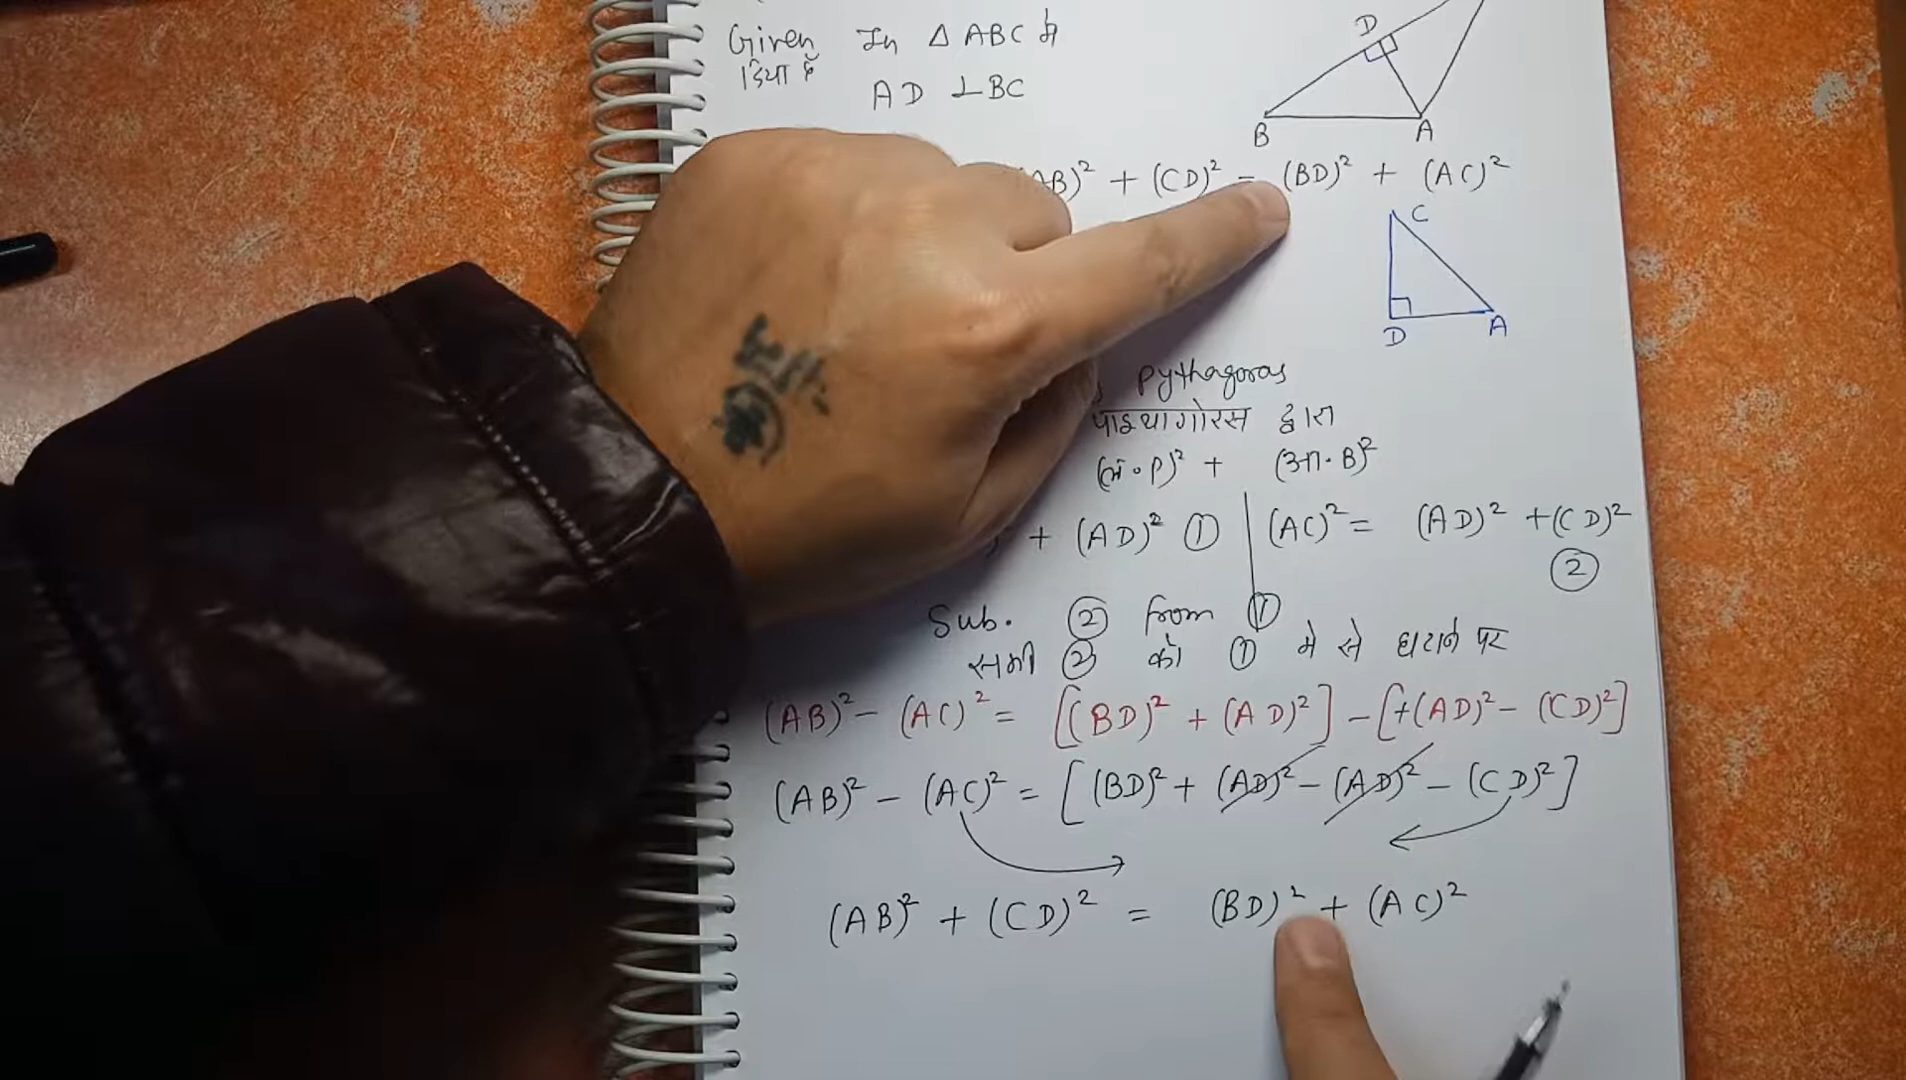 Given In △ ABC में
दिया है
AD ⊥ BC
D
B A
AB)² + (CD)² = (BD)² + (AC)²
C
D A
Pythagoras
पाइथागोरस द्वारा
(लं॰P)² + (आ॰B)²
+ (AD)² ① | (AC)² = (AD)² + (CD)²
②
Sub. ② from ①
समी ② को ① में से घटाने पर
(AB)² - (AC)² = [(BD)² + (AD)²] - [+(AD)² - (CD)²]
(AB)² - (AC)² = [(BD)² + (AD)² - (AD)² - (CD)²]
(AB)² + (CD)² = (BD)² + (AC)²